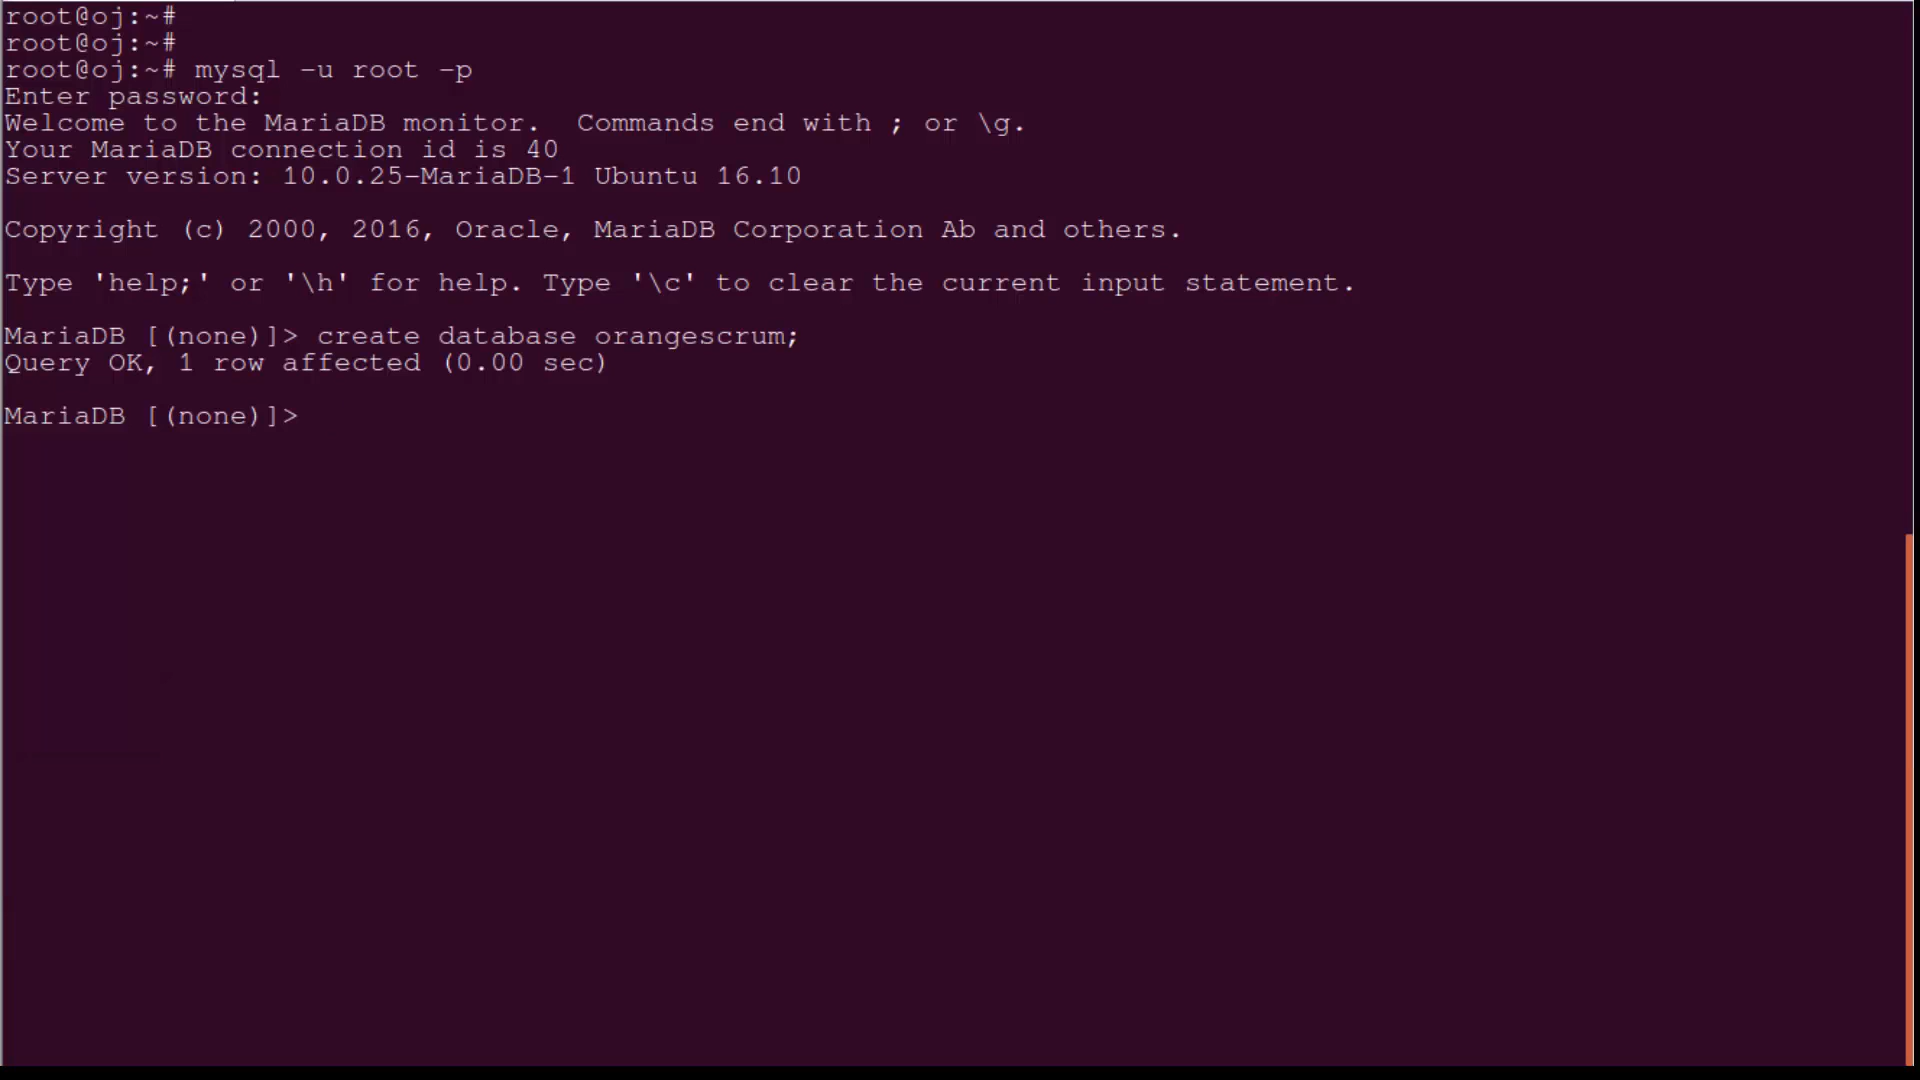 root@oj:~#
root@oj:~#
root@oj:~# mysql -u root -p
Enter password:
Welcome to the MariaDB monitor.  Commands end with ; or \g.
Your MariaDB connection id is 40
Server version: 10.0.25-MariaDB-1 Ubuntu 16.10
Copyright (c) 2000, 2016, Oracle, MariaDB Corporation Ab and others.
Type 'help;' or '\h' for help. Type '\c' to clear the current input statement.
MariaDB [(none)]> create database orangescrum;
Query OK, 1 row affected (0.00 sec)
MariaDB [(none)]>